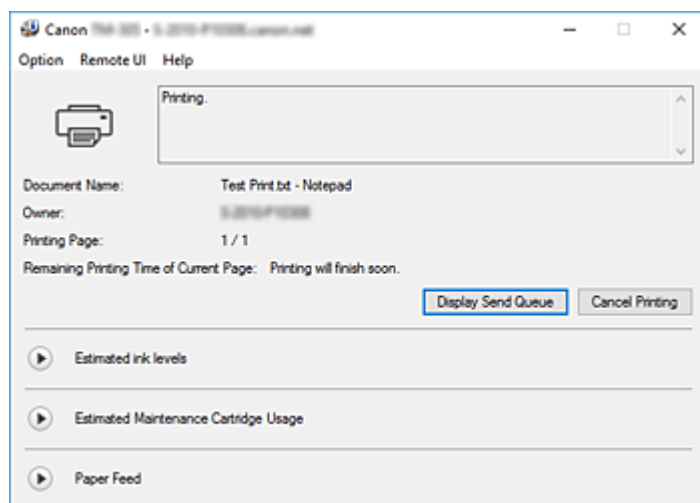 Canon
Option Remote UI Help
Printing.
Document Name: Test Print.txt - Notepad
Owner:
Printing Page: 1 / 1
Remaining Printing Time of Current Page: Printing will finish soon.
Display Send Queue Cancel Printing
Estimated ink levels
Estimated Maintenance Cartridge Usage
Paper Feed